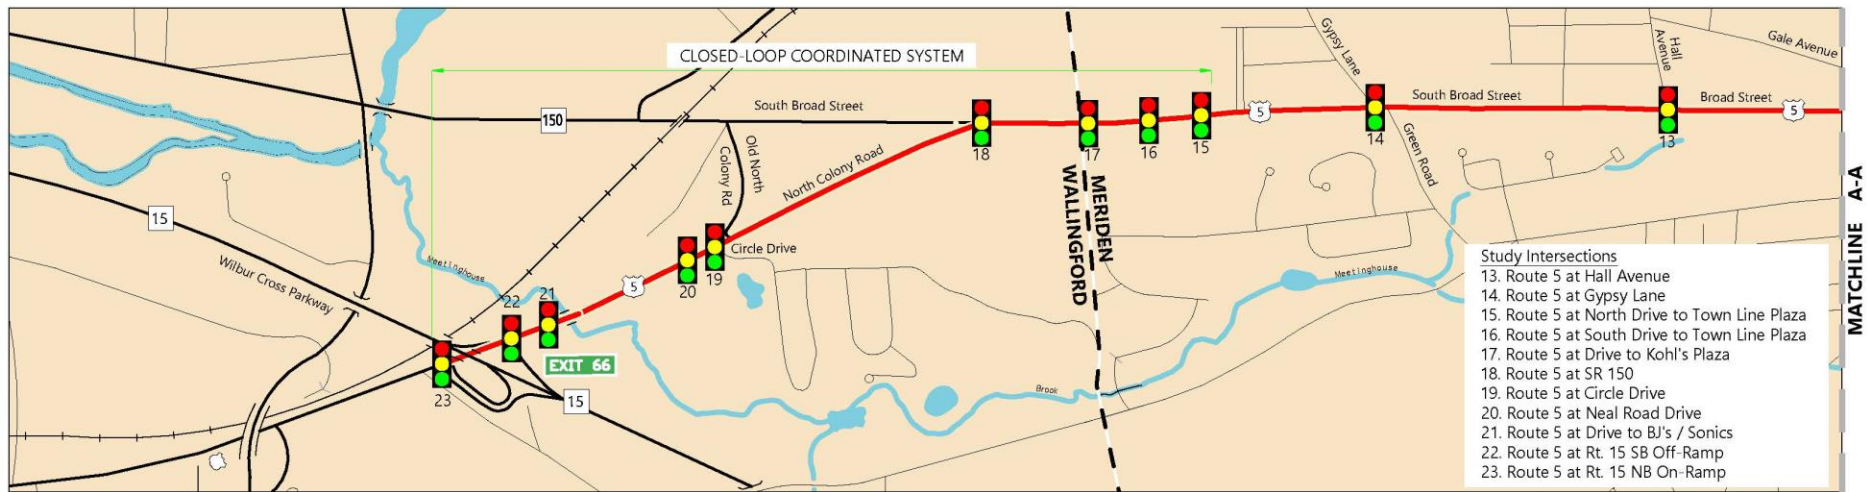 CLOSED-LOOP COORDINATED SYSTEM
Gypsy Lane
Hall
Avenue
Gale Avenue
South Broad Street
South Broad Street
Broad Street
150
5
5
14
13
15
16
17
18
Old North
Colony Rd
North Colony Road
Green Road
MERIDEN
WALLINGFORD
MATCHLINE A-A
15
Wilbur Cross Parkway
Meetinghouse
Circle Drive
19
20
5
21
22
EXIT 66
23
15
Meetinghouse
Brook
Study Intersections
13. Route 5 at Hall Avenue
14. Route 5 at Gypsy Lane
15. Route 5 at North Drive to Town Line Plaza
16. Route 5 at South Drive to Town Line Plaza
17. Route 5 at Drive to Kohl's Plaza
18. Route 5 at SR 150
19. Route 5 at Circle Drive
20. Route 5 at Neal Road Drive
21. Route 5 at Drive to BJ's / Sonics
22. Route 5 at Rt. 15 SB Off-Ramp
23. Route 5 at Rt. 15 NB On-Ramp